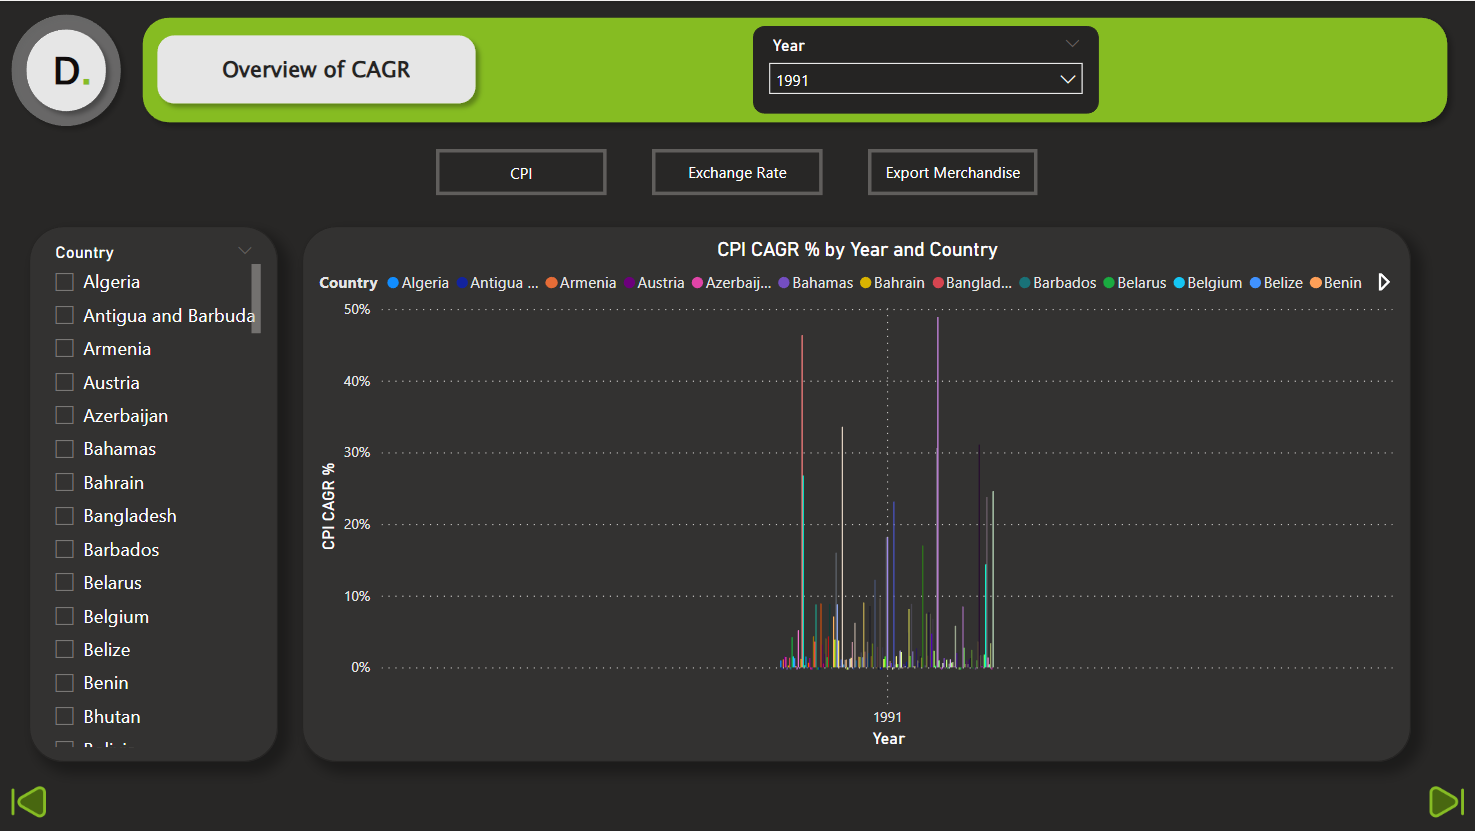 D.
Overview of CAGR
Year
1991
CPI
Exchange Rate
Export Merchandise
Country
Algeria
Antigua and Barbuda
Armenia
Austria
Azerbaijan
Bahamas
Bahrain
Bangladesh
Barbados
Belarus
Belgium
Belize
Benin
Bhutan
CPI CAGR % by Year and Country
Country Algeria Antigua ... Armenia Austria Azerbaij... Bahamas Bahrain Banglad... Barbados Belarus Belgium Belize Benin
CPI CAGR %
50%
40%
30%
20%
10%
0%
1991
Year